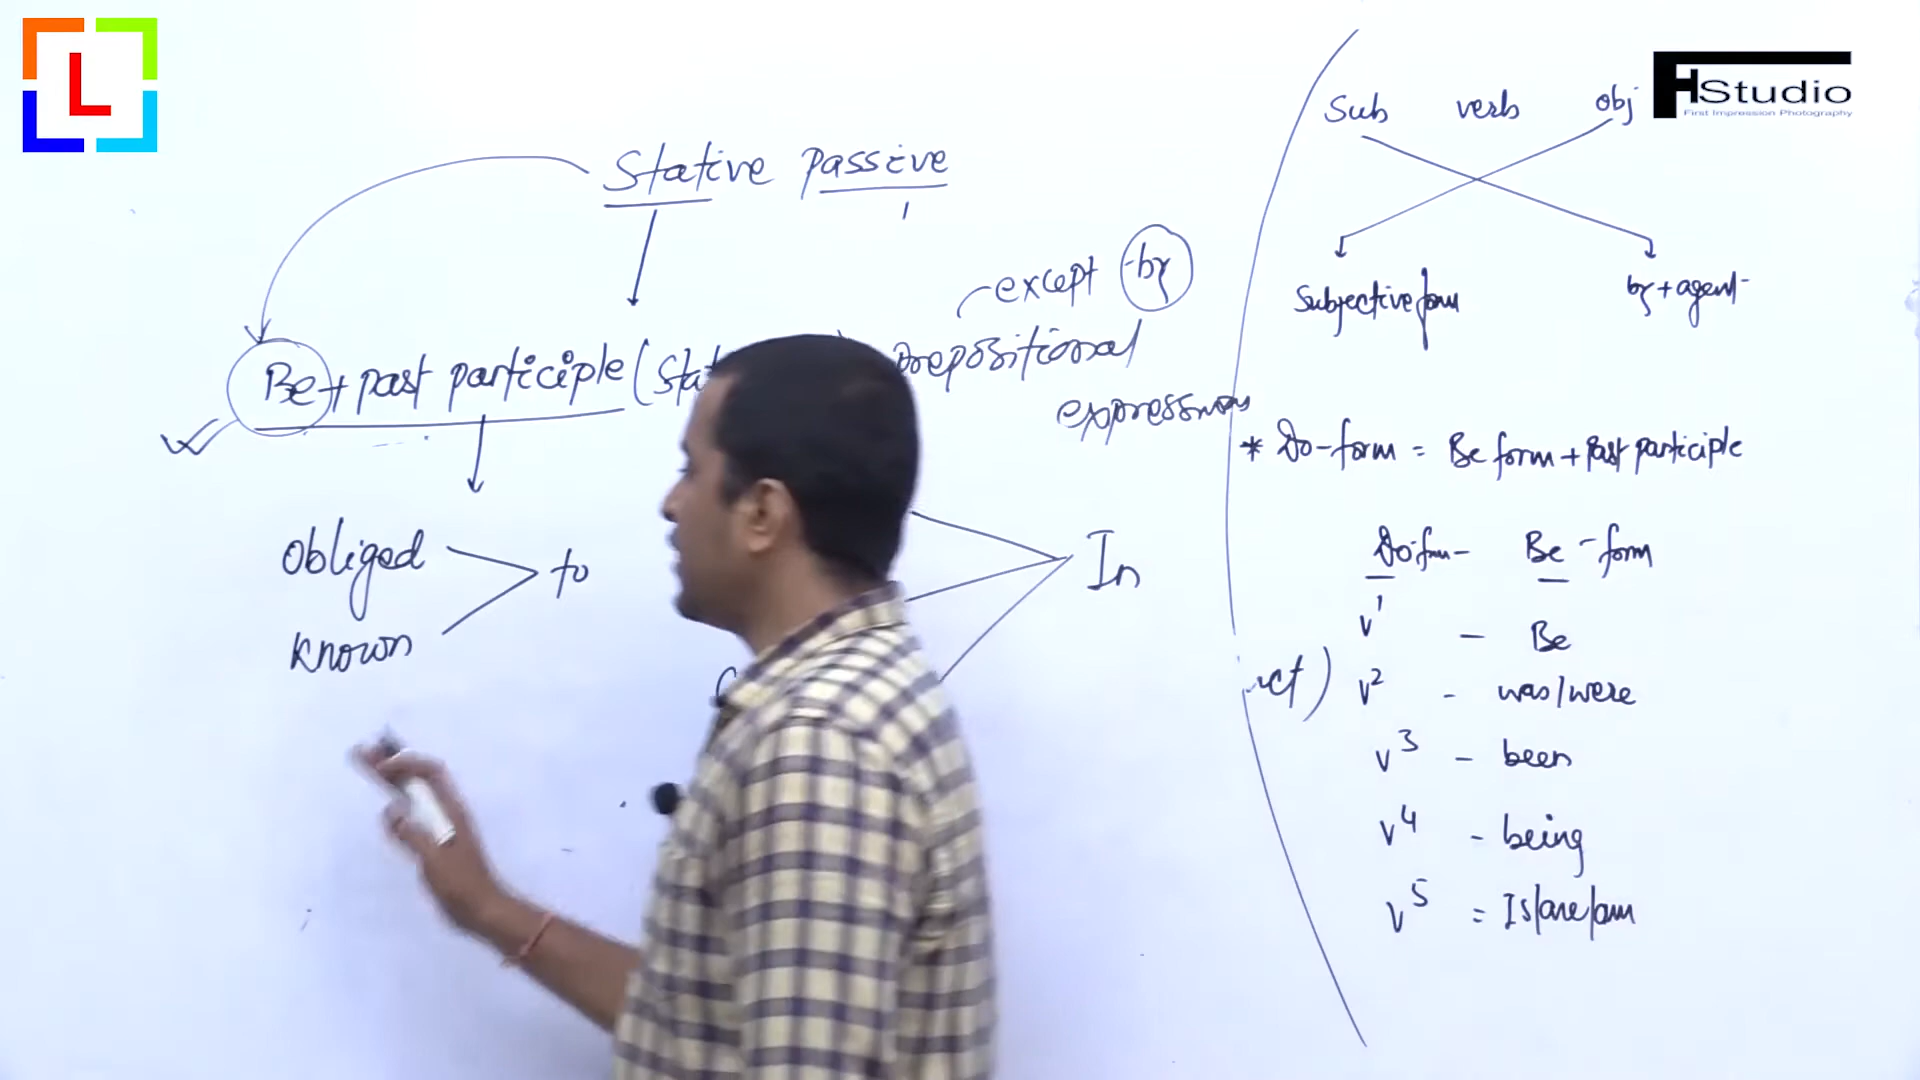 L
Stative passive
except by
Be + past participle (Stat
prepositional
expressions
Obliged
to
known
In
Sub verb obj
HStudio
First Impression Photography
Subjective form
by + agent
* Do-form = Be form + Past participle
Do-form - Be - form
v1 - Be
v2 - was/were
v3 - been
v4 - being
v5 = Is/are/am